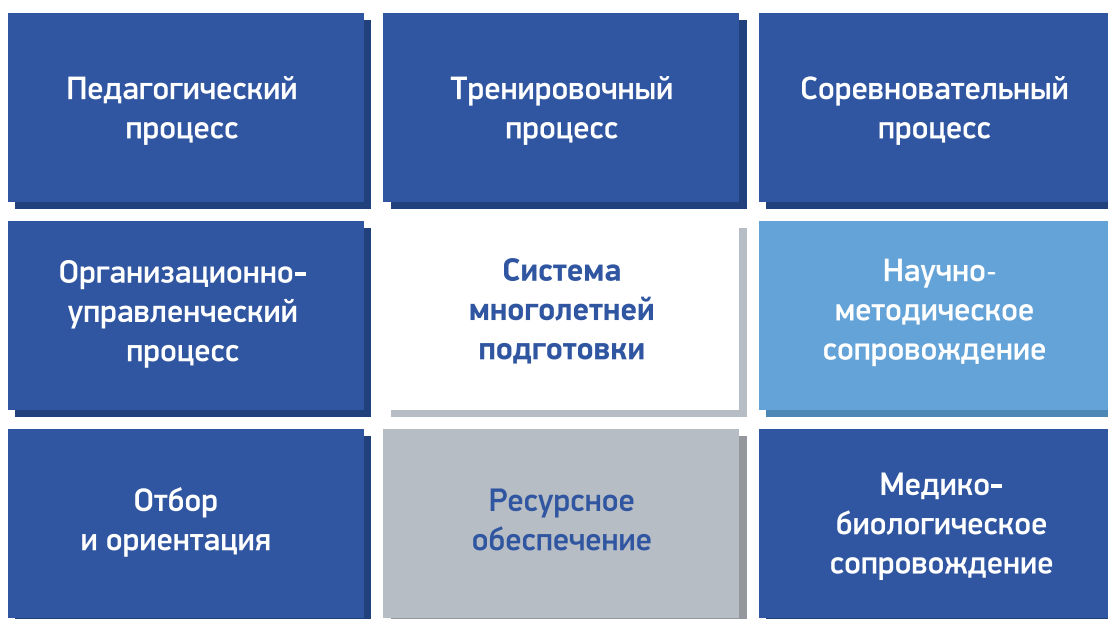 Педагогический
процесс
Тренировочный
процесс
Соревновательный
процесс
Организационно-
управленческий
процесс
Система
многолетней
подготовки
Научно-
методическое
сопровождение
Отбор
и ориентация
Ресурсное
обеспечение
Медико-
биологическое
сопровождение